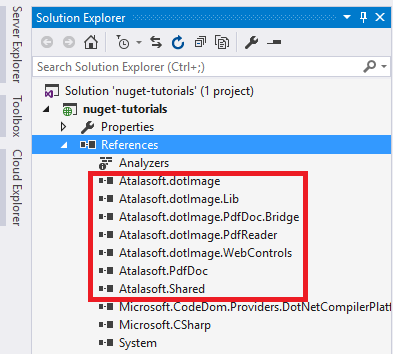 Server Explorer
Toolbox
Cloud Explorer
Solution Explorer
Search Solution Explorer (Ctrl+;)
Solution 'nuget-tutorials' (1 project)
nuget-tutorials
Properties
References
Analyzers
Atalasoft.dotImage
Atalasoft.dotImage.Lib
Atalasoft.dotImage.PdfDoc.Bridge
Atalasoft.dotImage.PdfReader
Atalasoft.dotImage.WebControls
Atalasoft.PdfDoc
Atalasoft.Shared
Microsoft.CodeDom.Providers.DotNetCompilerPlatf
Microsoft.CSharp
System